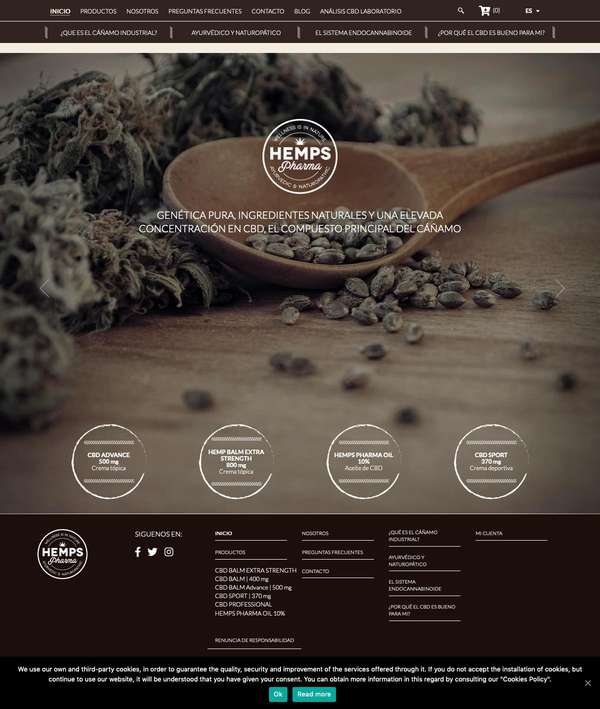 INICIO PRODUCTOS NOSOTROS PREGUNTAS FRECUENTES CONTACTO BLOG ANÁLISIS CBD LABORATORIO (0) ES
¿QUE ES EL CÁÑAMO INDUSTRIAL? AYURVÉDICO Y NATUROPÁTICO EL SISTEMA ENDOCANNABINOIDE ¿POR QUÉ EL CBD ES BUENO PARA MI?
WELLNESS IS IN NATURE
HEMPS
Pharma
AYURVEDIC & NATUROPATHIC
GENÉTICA PURA, INGREDIENTES NATURALES Y UNA ELEVADA
CONCENTRACIÓN EN CBD, EL COMPUESTO PRINCIPAL DEL CÁÑAMO
CBD ADVANCE
500 mg
Crema tópica
HEMP BALM EXTRA
STRENGTH
800 mg
Crema tópica
HEMPS PHARMA OIL
10%
Aceite de CBD
CBD SPORT
370 mg
Crema deportiva
HEMPS
Pharma
SIGUENOS EN:
INICIO
PRODUCTOS
CBD BALM EXTRA STRENGTH
CBD BALM | 400 mg
CBD BALM Advance | 500 mg
CBD SPORT | 370 mg
CBD PROFESSIONAL
HEMPS PHARMA OIL 10%
RENUNCIA DE RESPONSABILIDAD
NOSOTROS
PREGUNTAS FRECUENTES
CONTACTO
¿QUÉ ES EL CÁÑAMO
INDUSTRIAL?
AYURVÉDICO Y
NATUROPÁTICO
EL SISTEMA
ENDOCANNABINOIDE
¿POR QUÉ EL CBD ES BUENO
PARA MI?
MI CUENTA
We use our own and third-party cookies, in order to guarantee the quality, security and improvement of the services offered through it. If you do not accept the installation of cookies, but
continue to use our website, it will be understood that you have given your consent. You can obtain more information in this regard by consulting our "Cookies Policy".
Ok Read more